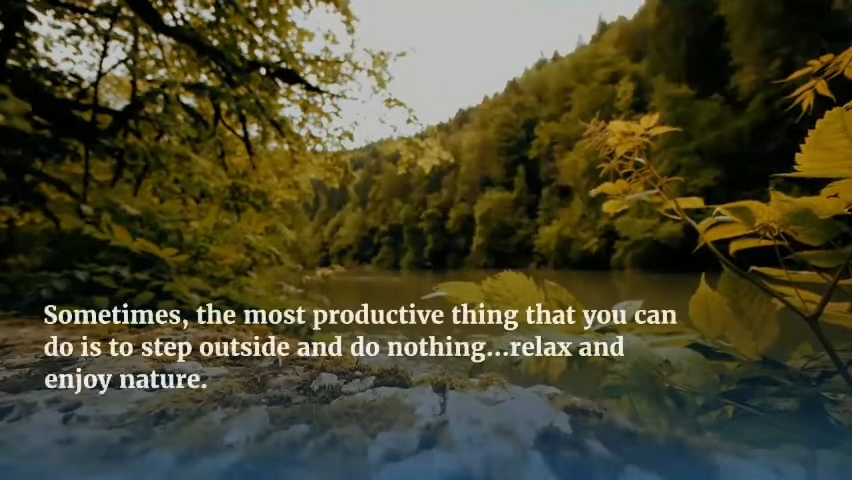 Sometimes, the most productive thing that you can
do is to step outside and do nothing...relax and
enjoy nature.